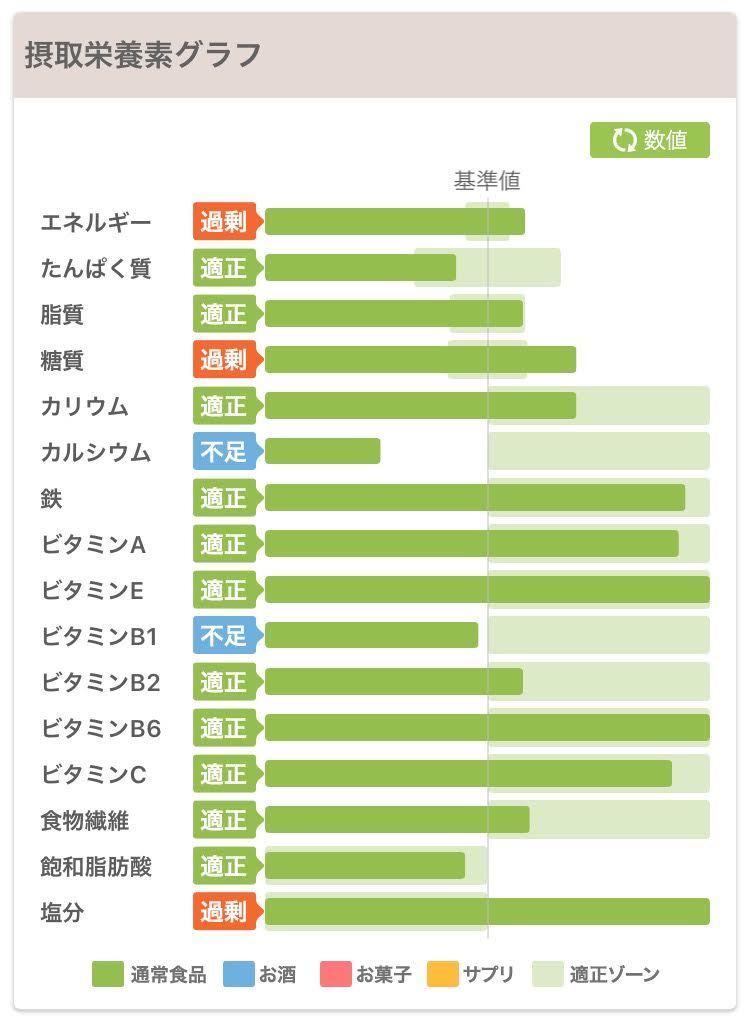 摂取栄養素グラフ
数値
基準値
エネルギー 過剰
たんぱく質 適正
脂質 適正
糖質 過剰
カリウム 適正
カルシウム 不足
鉄 適正
ビタミンA 適正
ビタミンE 適正
ビタミンB1 不足
ビタミンB2 適正
ビタミンB6 適正
ビタミンC 適正
食物繊維 適正
飽和脂肪酸 適正
塩分 過剰
通常食品 お酒 お菓子 サプリ 適正ゾーン